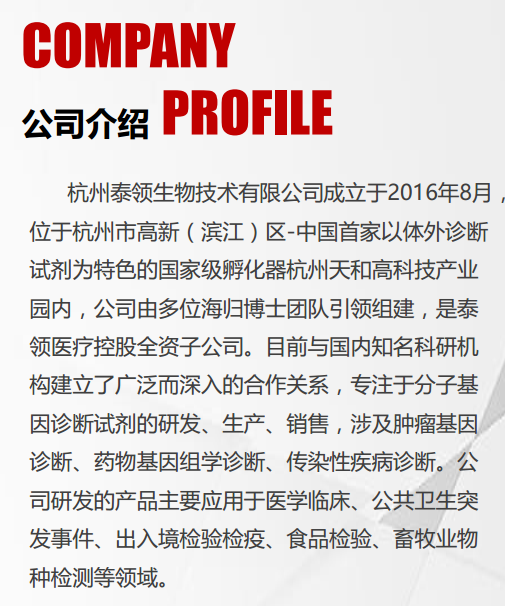 COMPANY
公司介绍 PROFILE
杭州泰领生物技术有限公司成立于2016年8月，
位于杭州市高新（滨江）区-中国首家以体外诊断
试剂为特色的国家级孵化器杭州天和高科技产业
园内，公司由多位海归博士团队引领组建，是泰
领医疗控股全资子公司。目前与国内知名科研机
构建立了广泛而深入的合作关系，专注于分子基
因诊断试剂的研发、生产、销售，涉及肿瘤基因
诊断、药物基因组学诊断、传染性疾病诊断。公
司研发的产品主要应用于医学临床、公共卫生突
发事件、出入境检验检疫、食品检验、畜牧业物
种检测等领域。